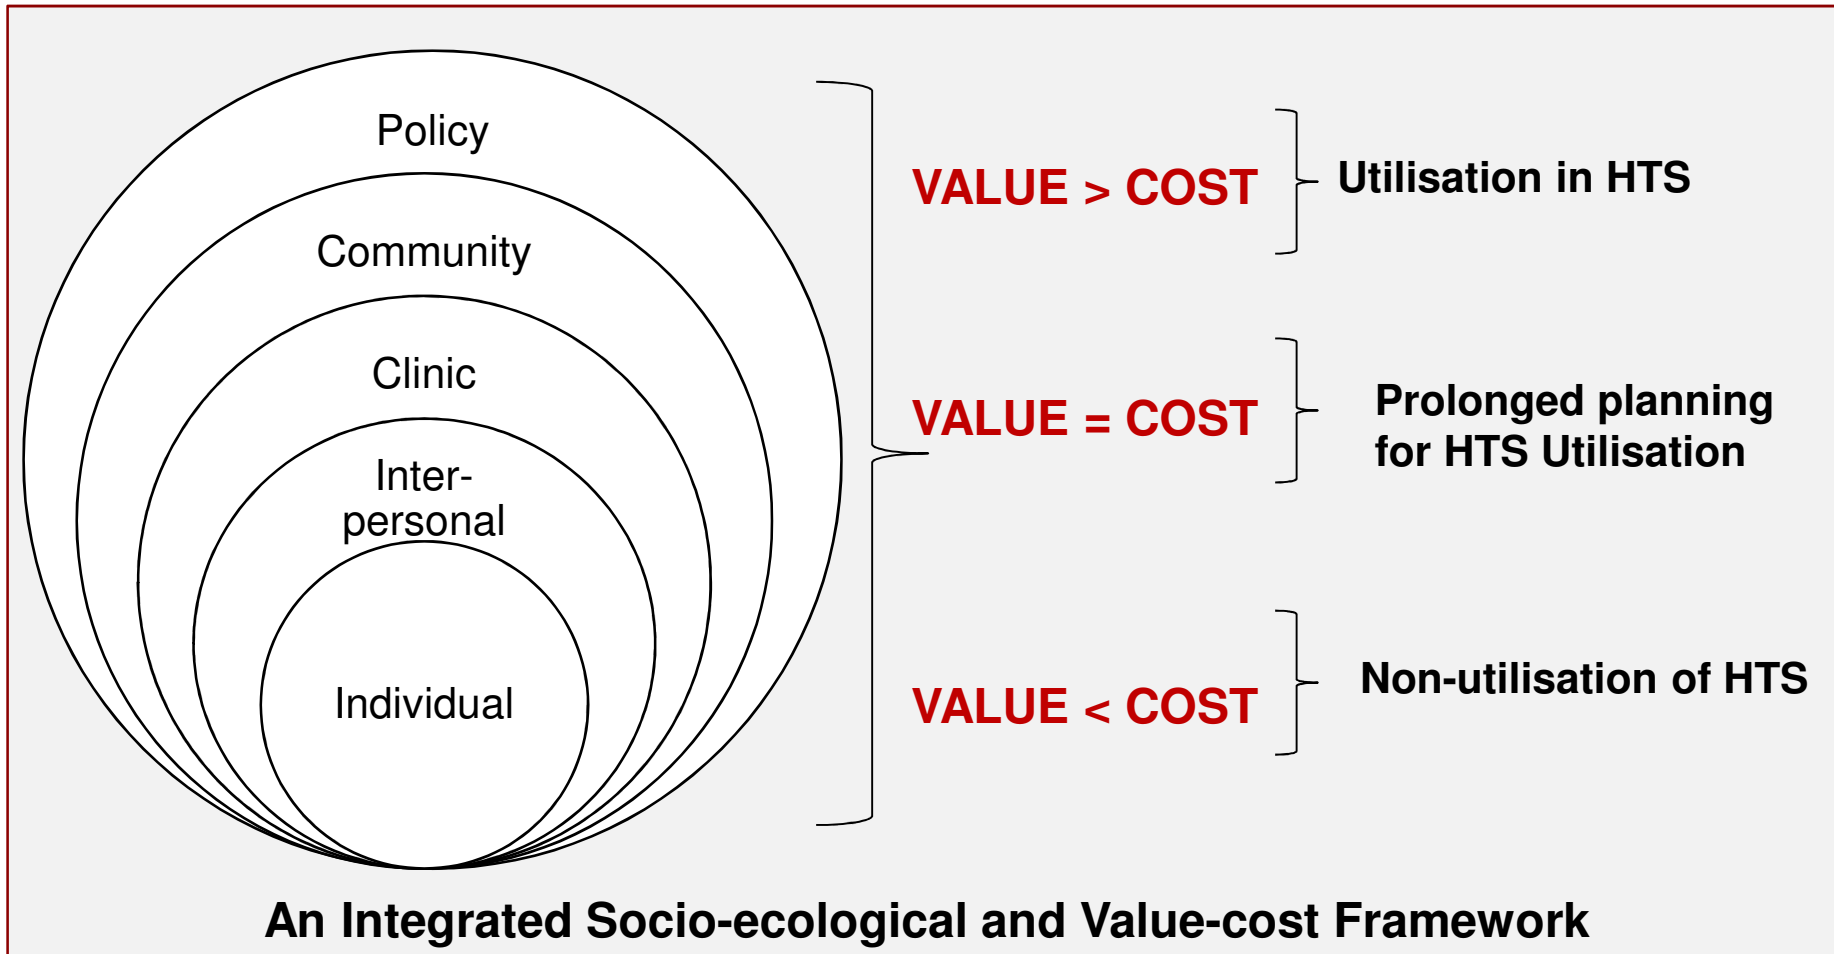 Policy
Community
Clinic
Inter-
personal
Individual
VALUE > COST
Utilisation in HTS
VALUE = COST
Prolonged planning
for HTS Utilisation
VALUE < COST
Non-utilisation of HTS
An Integrated Socio-ecological and Value-cost Framework